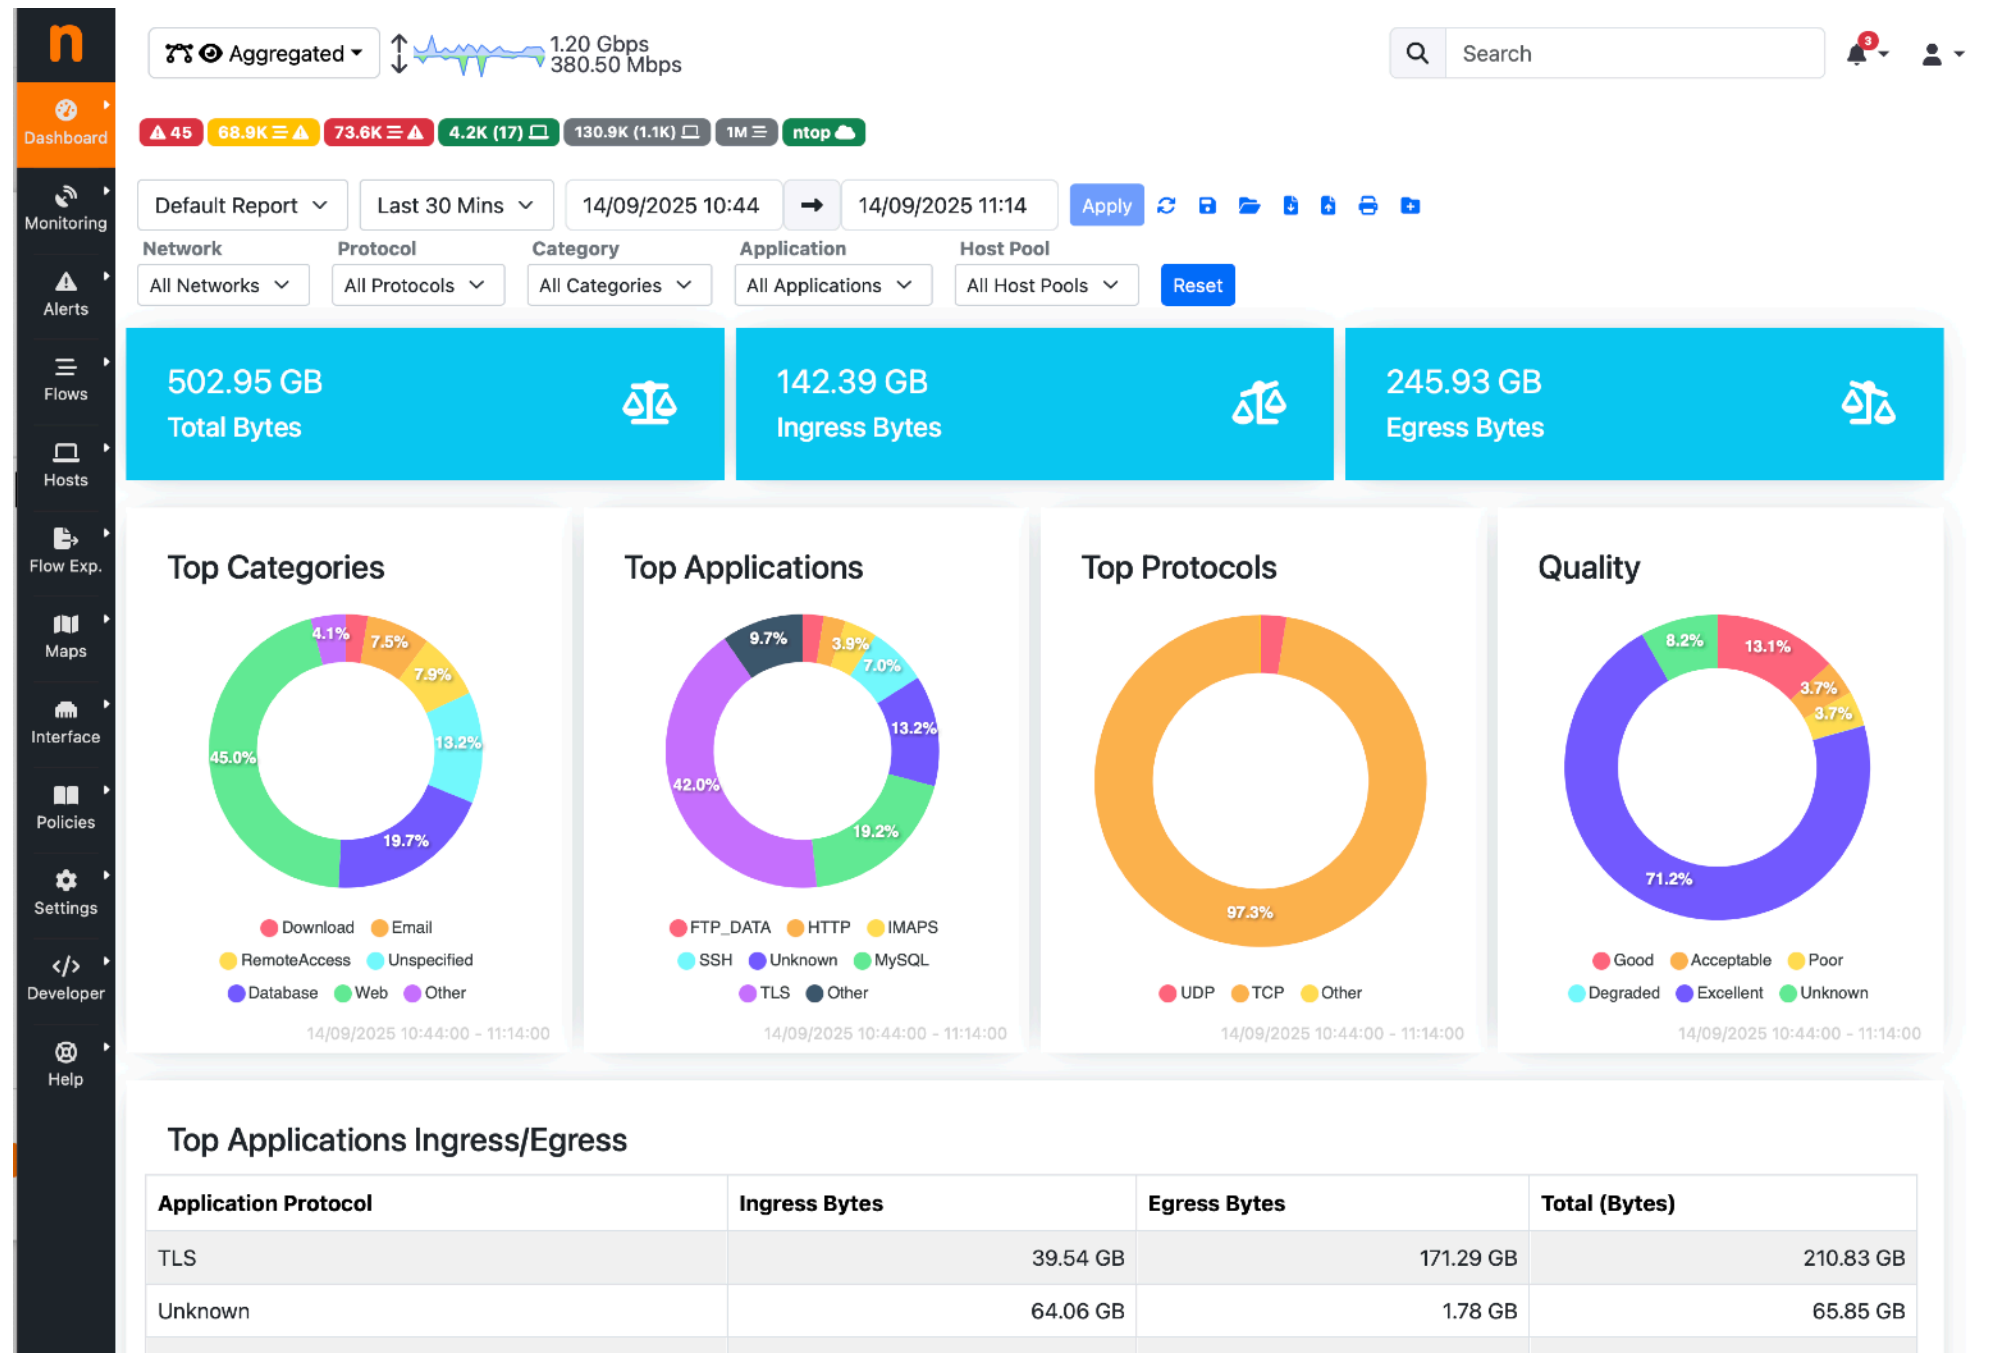 n
Aggregated
1.20 Gbps
380.50 Mbps
Search
3
Dashboard
Monitoring
Alerts
Flows
Hosts
Flow Exp.
Maps
Interface
Policies
Settings
Developer
Help
45 68.9K 73.6K 4.2K (17) 130.9K (1.1K) 1M ntop
Default Report Last 30 Mins 14/09/2025 10:44 14/09/2025 11:14 Apply
Network Protocol Category Application Host Pool
All Networks All Protocols All Categories All Applications All Host Pools Reset
502.95 GB
Total Bytes
142.39 GB
Ingress Bytes
245.93 GB
Egress Bytes
Top Categories
4.1%
7.5%
7.9%
13.2%
45.0%
19.7%
Download Email
RemoteAccess Unspecified
Database Web Other
14/09/2025 10:44:00 - 11:14:00
Top Applications
9.7%
3.9%
7.0%
13.2%
42.0%
19.2%
FTP_DATA HTTP IMAPS
SSH Unknown MySQL
TLS Other
14/09/2025 10:44:00 - 11:14:00
Top Protocols
97.3%
UDP TCP Other
14/09/2025 10:44:00 - 11:14:00
Quality
8.2%
13.1%
3.7%
3.7%
71.2%
Good Acceptable Poor
Degraded Excellent Unknown
14/09/2025 10:44:00 - 11:14:00
Top Applications Ingress/Egress
Application Protocol Ingress Bytes Egress Bytes Total (Bytes)
TLS 39.54 GB 171.29 GB 210.83 GB
Unknown 64.06 GB 1.78 GB 65.85 GB